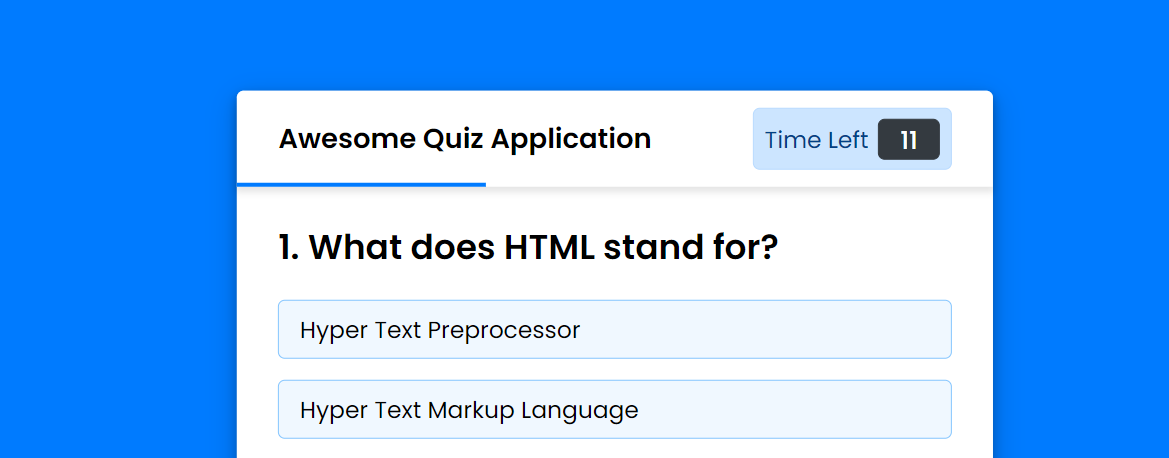 Awesome Quiz Application
Time Left 11
1. What does HTML stand for?
Hyper Text Preprocessor
Hyper Text Markup Language